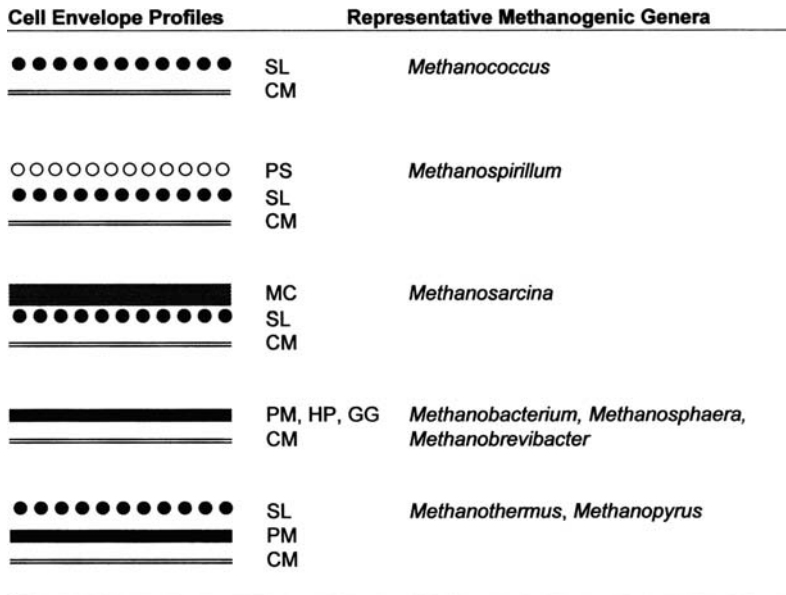 Cell Envelope Profiles Representative Methanogenic Genera
SL Methanococcus
CM
PS Methanospirillum
SL
CM
MC Methanosarcina
SL
CM
PM, HP, GG Methanobacterium, Methanosphaera,
CM Methanobrevibacter
SL Methanothermus, Methanopyrus
PM
CM